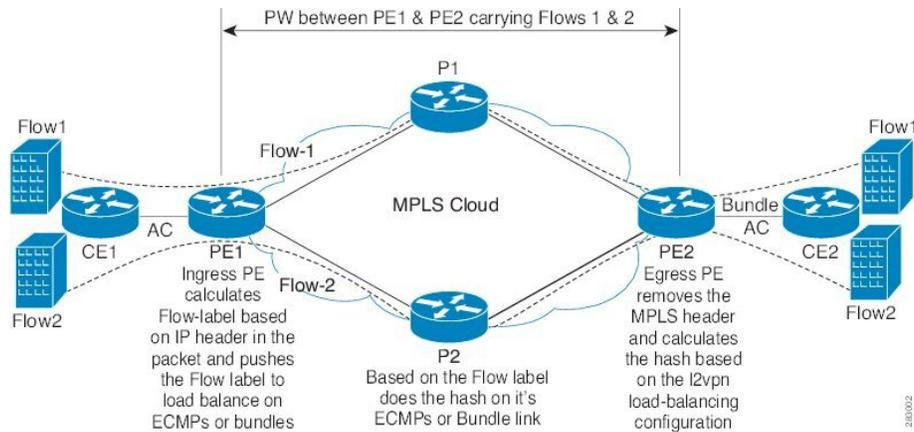 PW between PE1 & PE2 carrying Flows 1 & 2
P1
Flow1
Flow1
Flow-1
MPLS Cloud
Bundle
AC
AC
CE1
PE1
PE2
CE2
Flow-2
Flow2
Flow2
Ingress PE
calculates
Flow-label based
on IP header in the
packet and pushes
the Flow label to
load balance on
ECMPs or bundles
P2
Based on the Flow label
does the hash on it's
ECMPs or Bundle link
Egress PE
removes the
MPLS header
and calculates
the hash based
on the l2vpn
load-balancing
configuration
283002